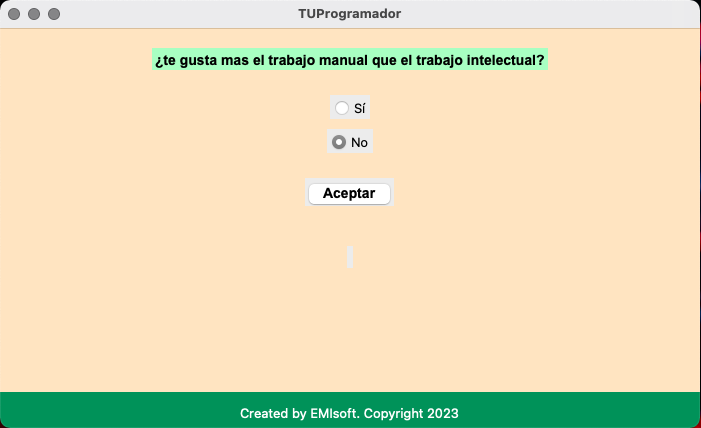 TUProgramador
¿te gusta mas el trabajo manual que el trabajo intelectual?
Sí
No
Aceptar
Created by EMIsoft. Copyright 2023